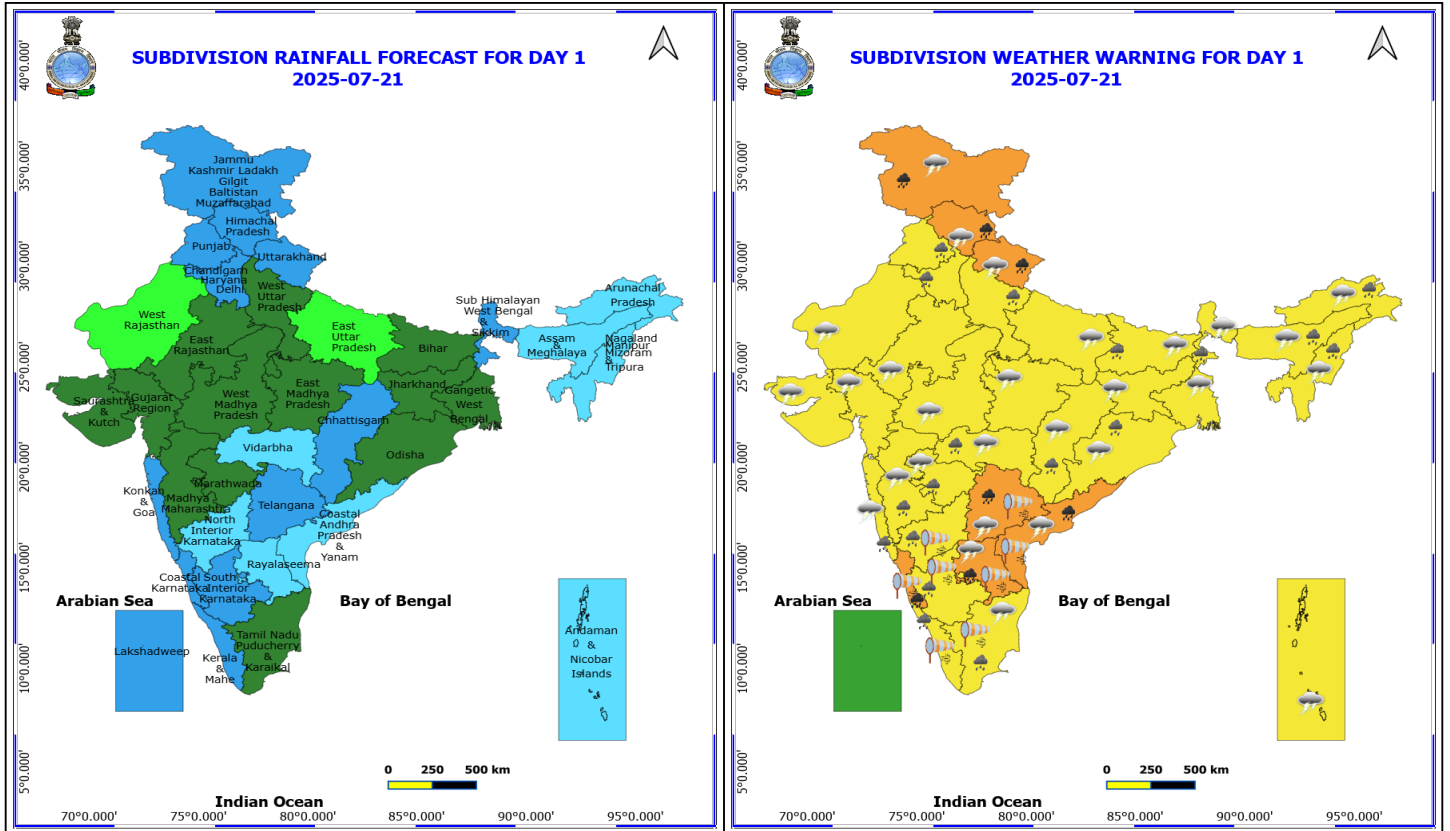 SUBDIVISION RAINFALL FORECAST FOR DAY 1
2025-07-21
40°0.000'
35°0.000'
30°0.000'
25°0.000'
20°0.000'
15°0.000'
10°0.000'
5°0.000'
Jammu
Kashmir Ladakh
Gilgit
Baltistan
Muzaffarabad
Himachal
Pradesh
Punjab
Uttarakhand
Chandigarh
Haryana
Delhi
West
Uttar
Pradesh
West
Rajasthan
East
Rajasthan
East
Uttar
Pradesh
Sub Himalayan
West Bengal
&
Sikkim
Arunachal
Pradesh
Assam
&
Meghalaya
Nagaland
Manipur
Mizoram
&
Tripura
Bihar
Jharkhand
Gangetic
West
Bengal
Saurashtra
&
Kutch
Gujarat
Region
West
Madhya
Pradesh
East
Madhya
Pradesh
Chhattisgarh
Vidarbha
Odisha
Konkan
&
Goa
Madhya
Maharashtra
Marathwada
Telangana
North
Interior
Karnataka
Coastal
Andhra
Pradesh
&
Yanam
Rayalaseema
Coastal
Karnataka
South
Interior
Karnataka
Arabian Sea
Bay of Bengal
Lakshadweep
Kerala
&
Mahe
Tamil Nadu
Puducherry
&
Karaikal
Andaman
&
Nicobar
Islands
0 250 500 km
Indian Ocean
70°0.000' 75°0.000' 80°0.000' 85°0.000' 90°0.000' 95°0.000'
SUBDIVISION WEATHER WARNING FOR DAY 1
2025-07-21
40°0.000'
35°0.000'
30°0.000'
25°0.000'
20°0.000'
15°0.000'
10°0.000'
5°0.000'
Arabian Sea
Bay of Bengal
0 250 500 km
Indian Ocean
70°0.000' 75°0.000' 80°0.000' 85°0.000' 90°0.000' 95°0.000'